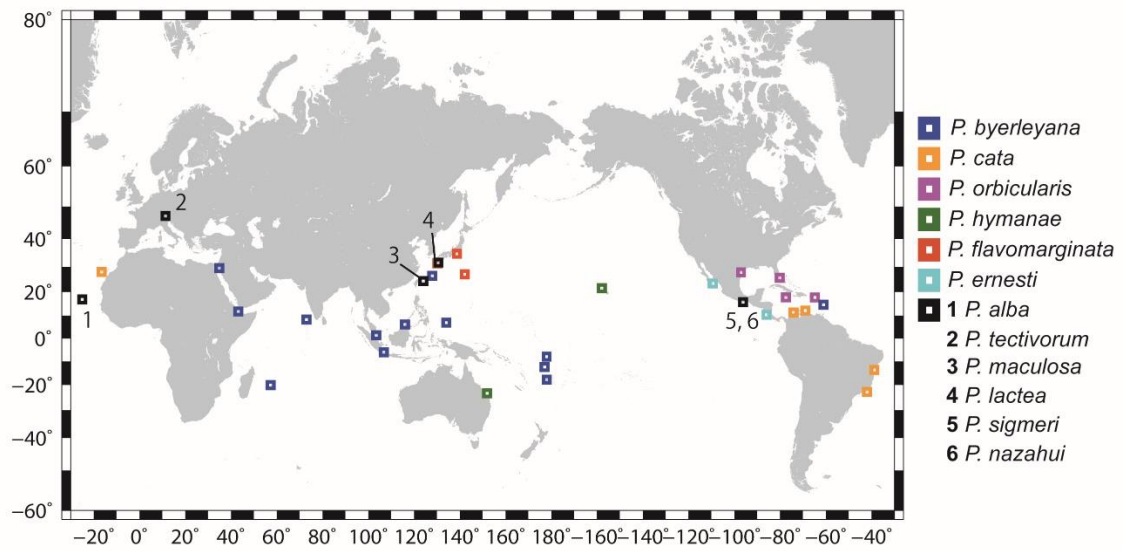 80°
60°
40°
20°
0°
−20°
−40°
−60°
−20° 0° 20° 40° 60° 80° 100° 120° 140° 160° 180° −160° −140° −120° −100° −80° −60° −40°
2
4
3
1
5, 6
P. byerleyana
P. cata
P. orbicularis
P. hymanae
P. flavomarginata
P. ernesti
1 P. alba
2 P. tectivorum
3 P. maculosa
4 P. lactea
5 P. sigmeri
6 P. nazahui